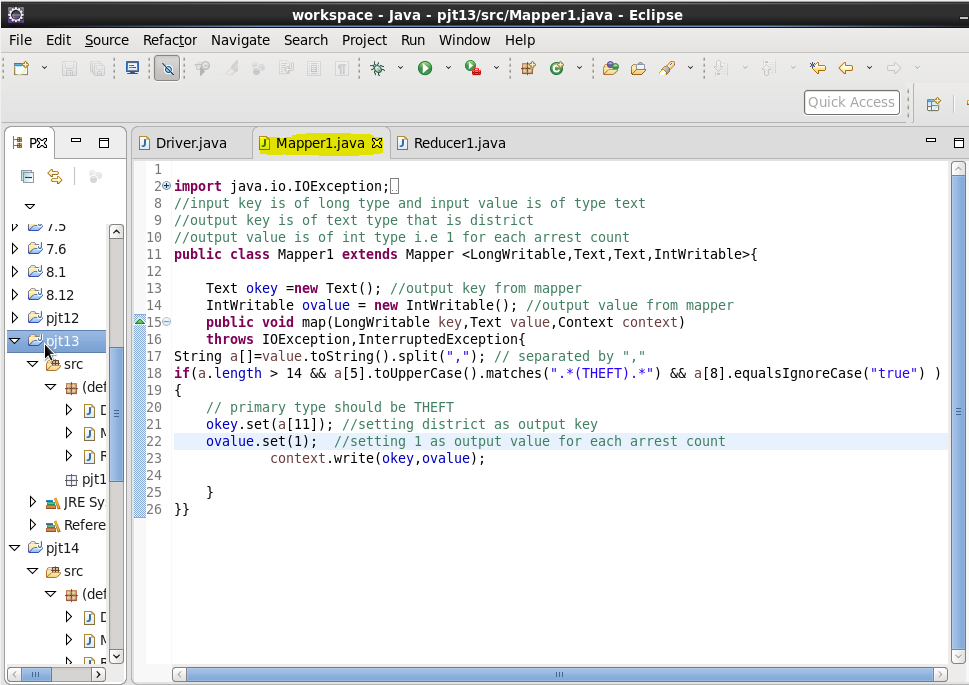 workspace - Java - pjt13/src/Mapper1.java - Eclipse
File Edit Source Refactor Navigate Search Project Run Window Help
Quick Access
P
Driver.java Mapper1.java Reducer1.java
7.5
7.6
8.1
8.12
pjt12
pjt13
src
(def
pjt1
JRE Sy
Refere
pjt14
src
(def
1
2 import java.io.IOException;
8 //input key is of long type and input value is of type text
9 //output key is of text type that is district
10 //output value is of int type i.e 1 for each arrest count
11 public class Mapper1 extends Mapper <LongWritable,Text,Text,IntWritable>{
12
13 Text okey =new Text(); //output key from mapper
14 IntWritable ovalue = new IntWritable(); //output value from mapper
15 public void map(LongWritable key,Text value,Context context)
16 throws IOException,InterruptedException{
17 String a[]=value.toString().split(","); // separated by ","
18 if(a.length > 14 && a[5].toUpperCase().matches(".*(THEFT).*") && a[8].equalsIgnoreCase("true") )
19 {
20 // primary type should be THEFT
21 okey.set(a[11]); //setting district as output key
22 ovalue.set(1); //setting 1 as output value for each arrest count
23 context.write(okey,ovalue);
24
25 }
26 }}